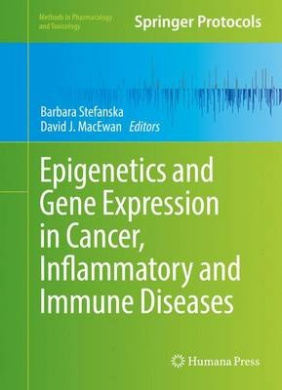 Methods in Pharmacology
and Toxicology
Springer Protocols
Barbara Stefanska
David J. MacEwan Editors
Epigenetics and
Gene Expression
in Cancer,
Inflammatory and
Immune Diseases
Humana Press